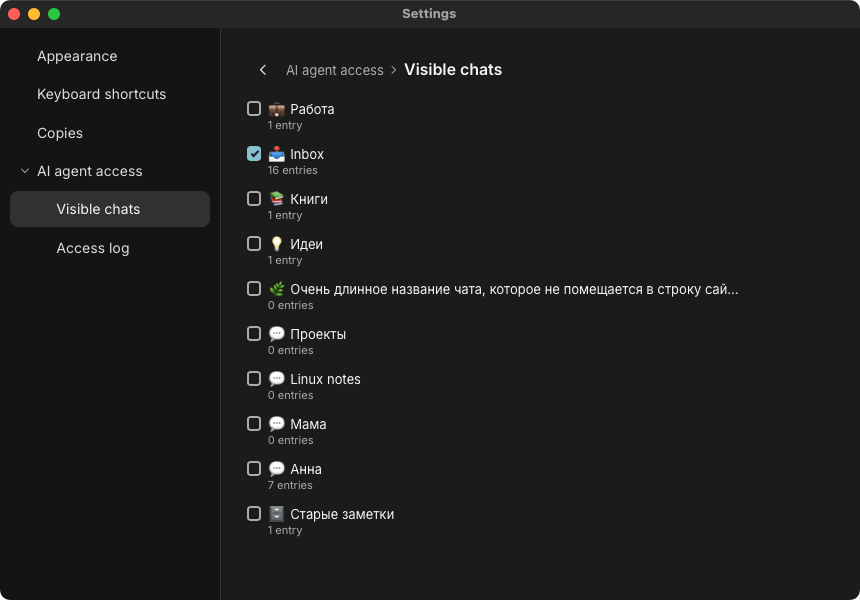 Settings
Appearance
Keyboard shortcuts
Copies
AI agent access
Visible chats
Access log
AI agent access > Visible chats
Работа
1 entry
Inbox
16 entries
Книги
1 entry
Идеи
1 entry
Очень длинное название чата, которое не помещается в строку сай...
0 entries
Проекты
0 entries
Linux notes
0 entries
Мама
0 entries
Анна
7 entries
Старые заметки
1 entry